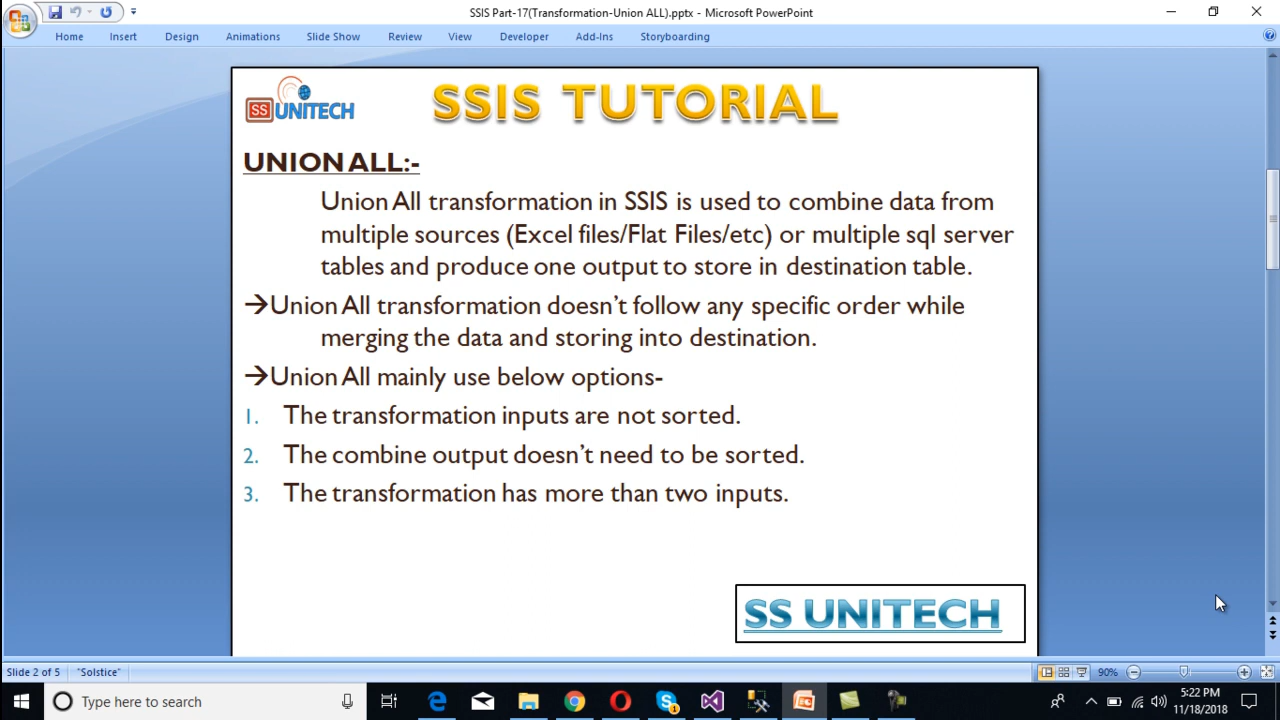 SSIS Part-17(Transformation-Union ALL).pptx - Microsoft PowerPoint
Home Insert Design Animations Slide Show Review View Developer Add-Ins Storyboarding
SS UNITECH
SSIS TUTORIAL
UNION ALL:-
Union All transformation in SSIS is used to combine data from
multiple sources (Excel files/Flat Files/etc) or multiple sql server
tables and produce one output to store in destination table.
→Union All transformation doesn't follow any specific order while
merging the data and storing into destination.
→Union All mainly use below options-
1. The transformation inputs are not sorted.
2. The combine output doesn't need to be sorted.
3. The transformation has more than two inputs.
SS UNITECH
Slide 2 of 5 "Solstice" 90%
Type here to search
5:22 PM
11/18/2018